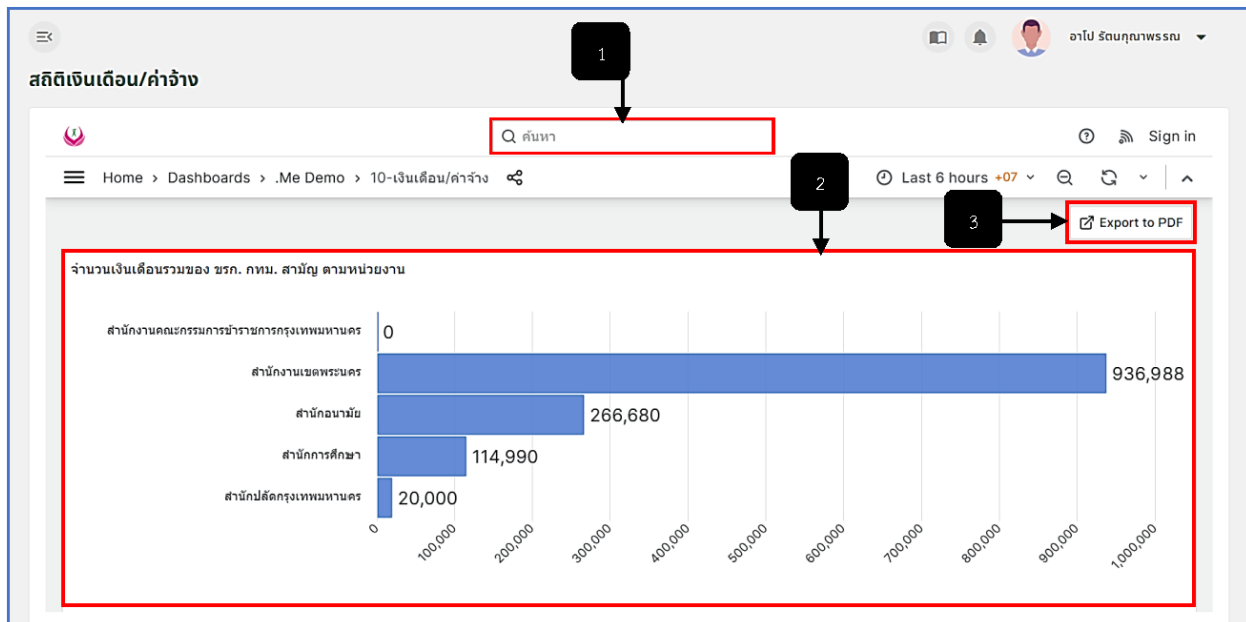 1
อาโป รัตนกุณาพรรณ
สถิติเงินเดือน/ค่าจ้าง
ค้นหา
Sign in
Home › Dashboards › .Me Demo › 10-เงินเดือน/ค่าจ้าง
2
Last 6 hours +07
3
Export to PDF
จำนวนเงินเดือนรวมของ ขรก. กทม. สามัญ ตามหน่วยงาน
สำนักงานคณะกรรมการข้าราชการกรุงเทพมหานคร 0
สำนักงานเขตพระนคร 936,988
สำนักอนามัย 266,680
สำนักการศึกษา 114,990
สำนักปลัดกรุงเทพมหานคร 20,000
0 100,000 200,000 300,000 400,000 500,000 600,000 700,000 800,000 900,000 1,000,000